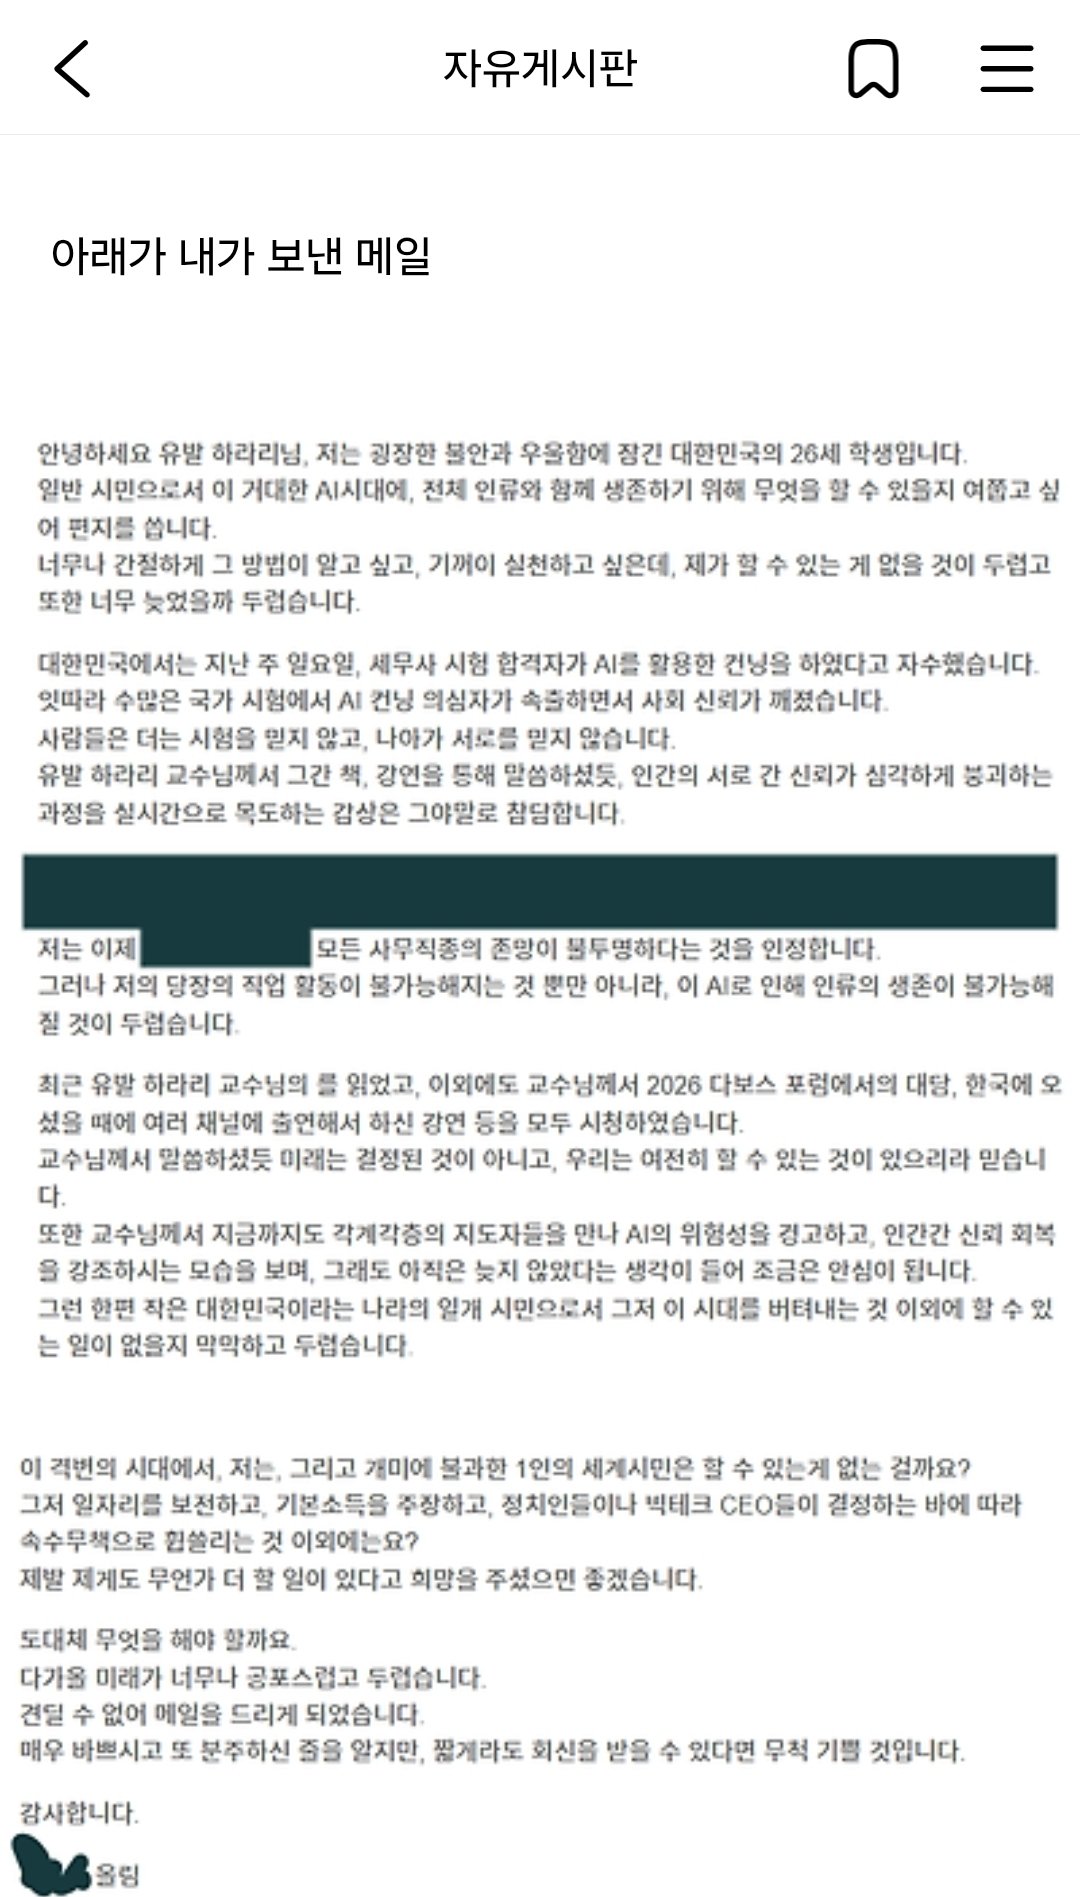 자유게시판
아래가 내가 보낸 메일
안녕하세요 유발 하라리님, 저는 굉장한 불안과 우울함에 잠긴 대한민국의 26세 학생입니다.
일반 시민으로서 이 거대한 AI시대에, 전체 인류와 함께 생존하기 위해 무엇을 할 수 있을지 여쭙고 싶
어 편지를 씁니다.
너무나 간절하게 그 방법이 알고 싶고, 기꺼이 실천하고 싶은데, 제가 할 수 있는 게 없을 것이 두렵고
또한 너무 늦었을까 두렵습니다.
대한민국에서는 지난 주 일요일, 세무사 시험 합격자가 AI를 활용한 컨닝을 하였다고 자수했습니다.
잇따라 수많은 국가 시험에서 AI 컨닝 의심자가 속출하면서 사회 신뢰가 깨졌습니다.
사람들은 더는 시험을 믿지 않고, 나아가 서로를 믿지 않습니다.
유발 하라리 교수님께서 그간 책, 강연을 통해 말씀하셨듯, 인간의 서로 간 신뢰가 심각하게 붕괴하는
과정을 실시간으로 목도하는 감상은 그야말로 참담합니다.
저는 이제 모든 사무직종의 존망이 불투명하다는 것을 인정합니다.
그러나 저의 당장의 직업 활동이 불가능해지는 것 뿐만 아니라, 이 AI로 인해 인류의 생존이 불가능해
질 것이 두렵습니다.
최근 유발 하라리 교수님의 를 읽었고, 이외에도 교수님께서 2026 다보스 포럼에서의 대담, 한국에 오
셨을 때에 여러 채널에 출연해서 하신 강연 등을 모두 시청하였습니다.
교수님께서 말씀하셨듯 미래는 결정된 것이 아니고, 우리는 여전히 할 수 있는 것이 있으리라 믿습니
다.
또한 교수님께서 지금까지도 각계각층의 지도자들을 만나 AI의 위험성을 경고하고, 인간간 신뢰 회복
을 강조하시는 모습을 보며, 그래도 아직은 늦지 않았다는 생각이 들어 조금은 안심이 됩니다.
그런 한편 작은 대한민국이라는 나라의 일개 시민으로서 그저 이 시대를 버텨내는 것 이외에 할 수 있
는 일이 없을지 막막하고 두렵습니다.
이 격변의 시대에서, 저는, 그리고 개미에 불과한 1인의 세계시민은 할 수 있는게 없는 걸까요?
그저 일자리를 보전하고, 기본소득을 주장하고, 정치인들이나 빅테크 CEO들이 결정하는 바에 따라
속수무책으로 휩쓸리는 것 이외에는요?
제발 제게도 무언가 더 할 일이 있다고 희망을 주셨으면 좋겠습니다.
도대체 무엇을 해야 할까요.
다가올 미래가 너무나 공포스럽고 두렵습니다.
견딜 수 없어 메일을 드리게 되었습니다.
매우 바쁘시고 또 분주하신 줄을 알지만, 짧게라도 회신을 받을 수 있다면 무척 기쁠 것입니다.
감사합니다.
올림